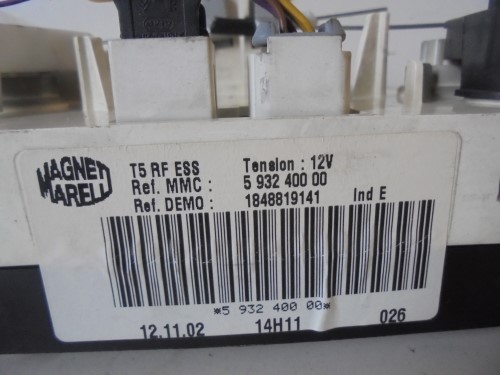 MAGNETI
MARELLI
T5 RF ESS Tension : 12V
Ref. MMC : 5 932 400 00
Ref. DEMO : 1848819141 Ind E
*5 932 400 00*
12.11.02 14H11 026